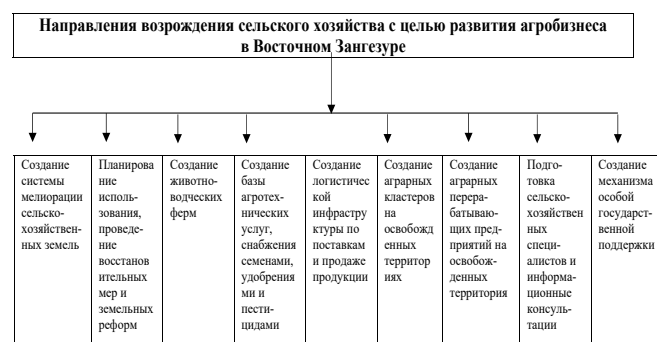 Направления возрождения сельского хозяйства с целью развития агробизнеса
в Восточном Зангезуре
Создание
системы
мелиорации
сельско-
хозяйствен-
ных земель
Планирова
ние
исполь-
зования,
проведе-
ние
восстанов
ительных
мер и
земельных
реформ
Создание
животно-
водческих
ферм
Создание
базы
агротех-
нических
услуг,
снабжения
семенами,
удобрения
ми и
пести-
цидами
Создание
логистичес
кой
инфрастр
уктуры по
поставкам
и продаже
продукции
Создание
аграрных
кластеров
на
освобожд
енных
территор
иях
Создание
аграрных
перера-
батываю-
щих пред-
приятий на
освобож-
денных
территория
Подго-
товка
сельско-
хозяйствен
ных
специ-
алистов и
информа-
ционные
консуль-
тации
Создание
механизма
особой
государст-
венной
поддержки